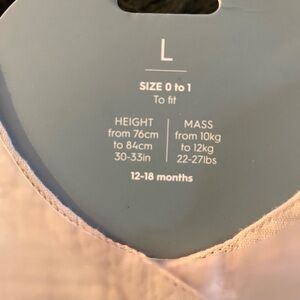 L
SIZE 0 to 1
To fit
HEIGHT
from 76cm
to 84cm
30-33in
MASS
from 10kg
to 12kg
22-27lbs
12-18 months